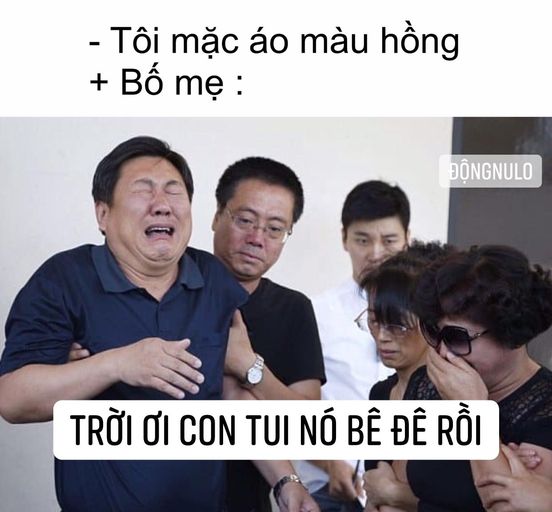 - Tôi mặc áo màu hồng
+ Bố mẹ :
ĐỘNGNULO
TRỜI ƠI CON TUI NÓ BÊ ĐÊ RỒI